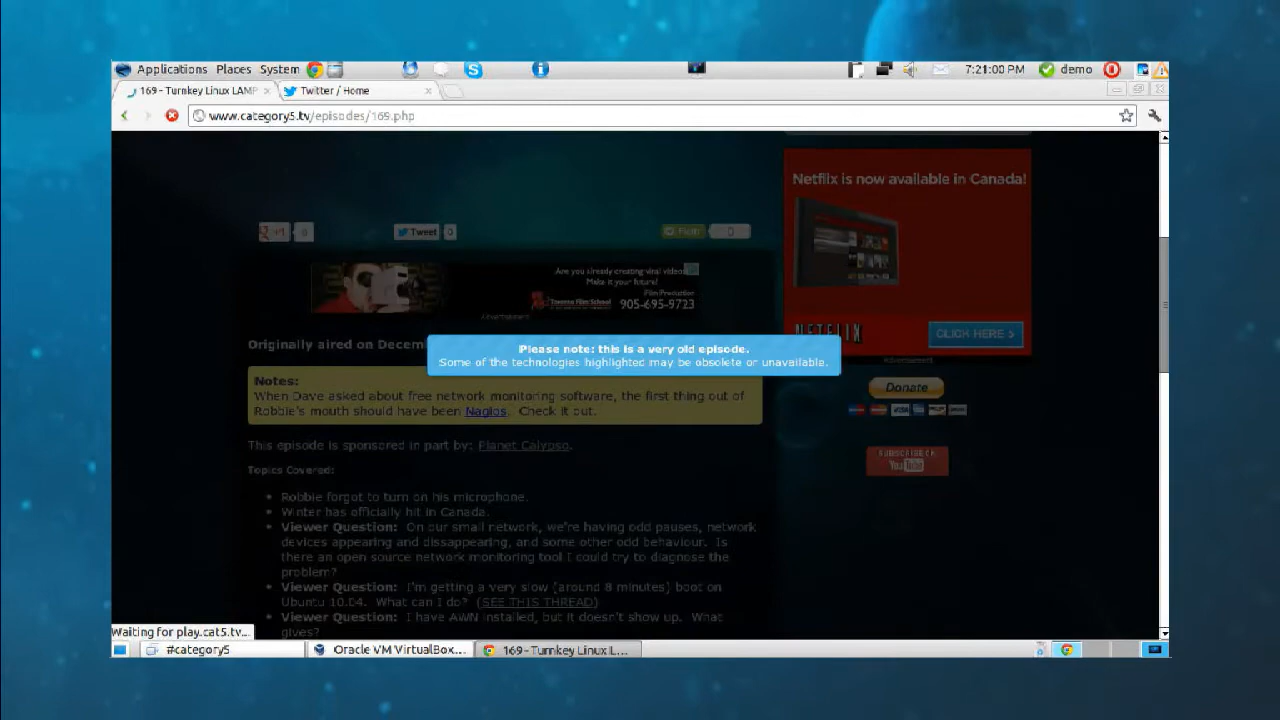 Applications Places System
7:21:00 PM demo
169 - Turnkey Linux LAMP
Twitter / Home
www.category5.tv/episodes/169.php
Netflix is now available in Canada!
+1 0
Tweet 0
0
Are you already creating viral videos?
Make it your future!
Film Production
Toronto Film School
905-695-9723
Advertisement
NETFLIX
CLICK HERE >
Advertisement
Originally aired on Decem
Please note: this is a very old episode.
Some of the technologies highlighted may be obsolete or unavailable.
Donate
Notes:
When Dave asked about free network monitoring software, the first thing out of
Robbie's mouth should have been Nagios. Check it out.
This episode is sponsored in part by: Planet Calypso.
SUBSCRIBE ON
YouTube
Topics Covered:
Robbie forgot to turn on his microphone.
Winter has officially hit in Canada.
Viewer Question: On our small network, we're having odd pauses, network
devices appearing and dissappearing, and some other odd behaviour. Is
there an open source network monitoring tool I could try to diagnose the
problem?
Viewer Question: I'm getting a very slow (around 8 minutes) boot on
Ubuntu 10.04. What can I do? (SEE THIS THREAD)
Viewer Question: I have AWN installed, but it doesn't show up. What
gives?
Waiting for play.cat5.tv...
#category5
Oracle VM VirtualBox...
169 - Turnkey Linux L...